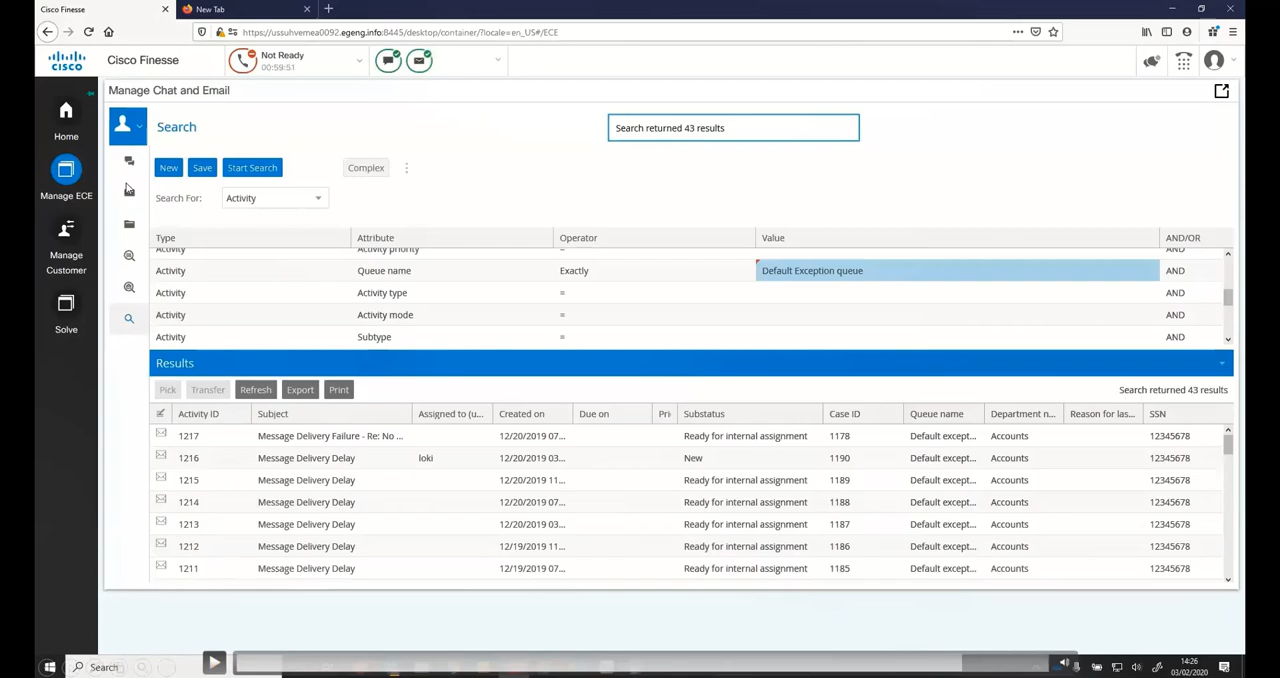 Cisco Finesse
New Tab
https://ussuhvemea0092.egeng.info:8445/desktop/container/?locale=en_US#/ECE
CISCO
Cisco Finesse
Not Ready
00:59:51
Manage Chat and Email
Home
Manage ECE
Manage Customer
Solve
Search
Search returned 43 results
New Save Start Search Complex
Search For: Activity
Type Attribute Operator Value AND/OR
Activity Activity priority = AND
Activity Queue name Exactly Default Exception queue AND
Activity Activity type = AND
Activity Activity mode = AND
Activity Subtype = AND
Results
Pick Transfer Refresh Export Print Search returned 43 results
Activity ID Subject Assigned to (u... Created on Due on Pri Substatus Case ID Queue name Department n... Reason for las... SSN
1217 Message Delivery Failure - Re: No ... 12/20/2019 07... Ready for internal assignment 1178 Default except... Accounts 12345678
1216 Message Delivery Delay loki 12/20/2019 03... New 1190 Default except... Accounts 12345678
1215 Message Delivery Delay 12/20/2019 11... Ready for internal assignment 1189 Default except... Accounts 12345678
1214 Message Delivery Delay 12/20/2019 07... Ready for internal assignment 1188 Default except... Accounts 12345678
1213 Message Delivery Delay 12/20/2019 03... Ready for internal assignment 1187 Default except... Accounts 12345678
1212 Message Delivery Delay 12/19/2019 11... Ready for internal assignment 1186 Default except... Accounts 12345678
1211 Message Delivery Delay 12/19/2019 07... Ready for internal assignment 1185 Default except... Accounts 12345678
Search
14:26
03/02/2020